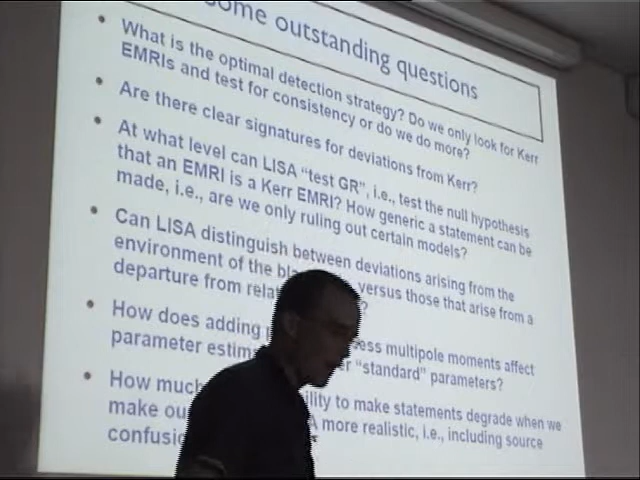 ome outstanding questions
• What is the optimal detection strategy? Do we only look for Kerr
EMRIs and test for consistency or do we do more?
• Are there clear signatures for deviations from Kerr?
• At what level can LISA "test GR", i.e., test the null hypothesis
that an EMRI is a Kerr EMRI? How generic a statement can be
made, i.e., are we only ruling out certain models?
• Can LISA distinguish between deviations arising from the
environment of the versus those that arise from a
departure from ?
• How does adding multipole moments affect
parameter "standard" parameters?
• How much to make statements degrade when we
make more realistic, i.e., including source